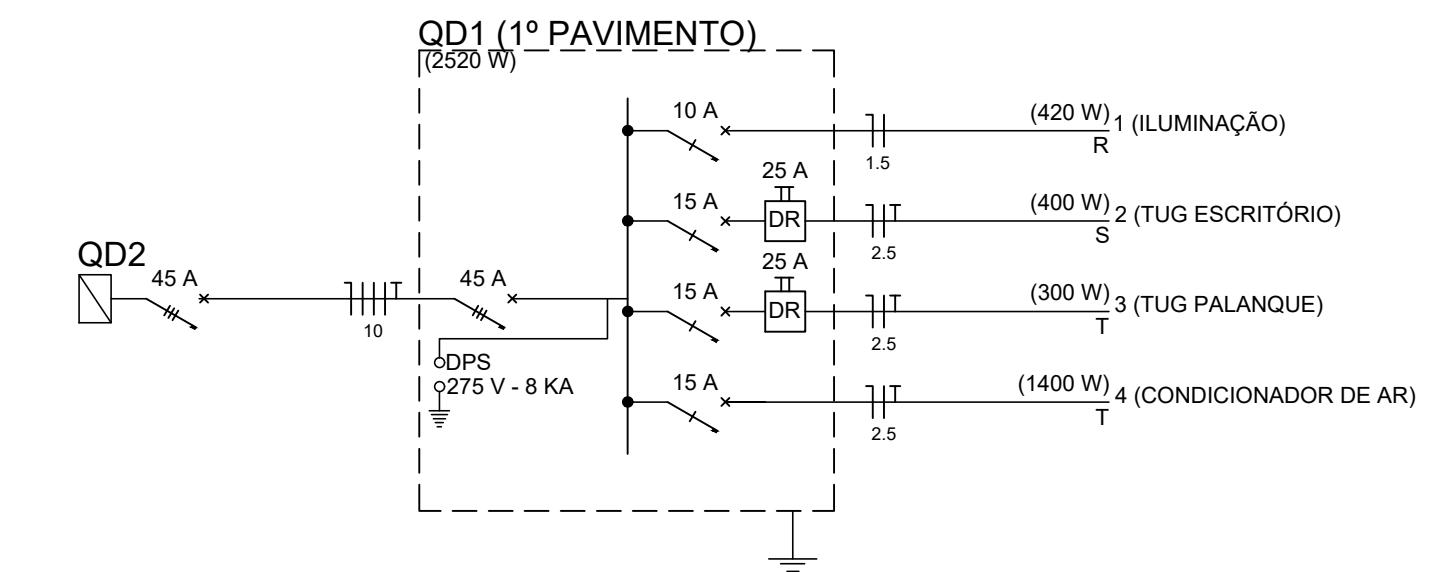 QD1 (1º PAVIMENTO)
(2520 W)
10 A
(420 W) 1 (ILUMINAÇÃO)
1.5
R
25 A
15 A
DR
(400 W) 2 (TUG ESCRITÓRIO)
2.5
S
QD2
45 A
10
45 A
25 A
15 A
DR
(300 W) 3 (TUG PALANQUE)
2.5
T
DPS
275 V - 8 KA
15 A
(1400 W) 4 (CONDICIONADOR DE AR)
2.5
T